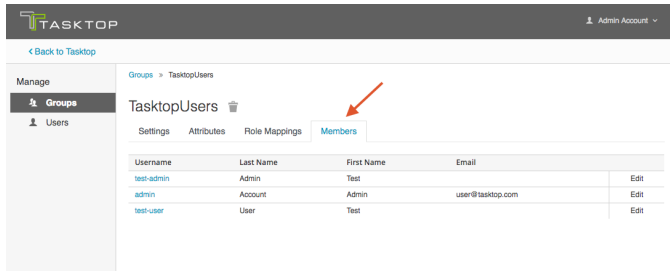 TASKTOP
Admin Account
< Back to Tasktop
Manage
Groups
Users
Groups » TasktopUsers
TasktopUsers
Settings Attributes Role Mappings Members
Username Last Name First Name Email
test-admin Admin Test Edit
admin Account Admin user@tasktop.com Edit
test-user User Test Edit